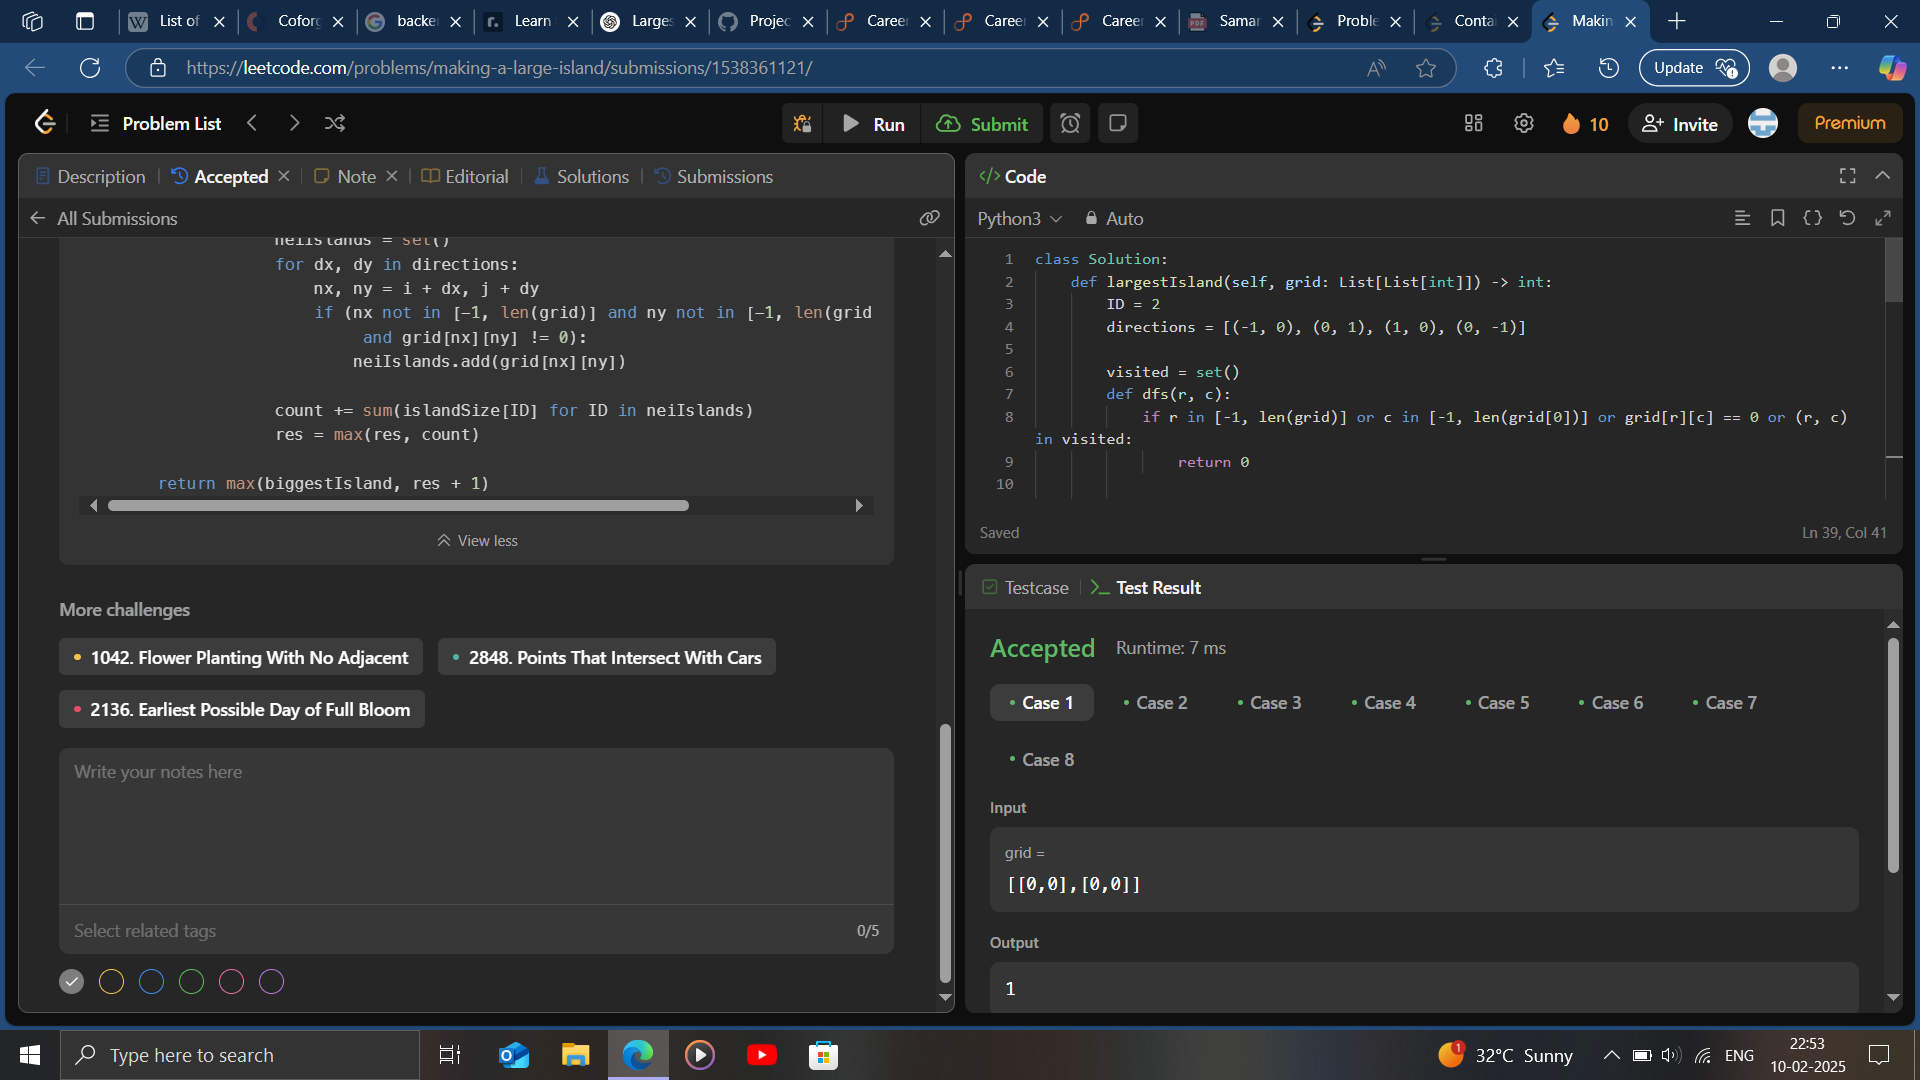 List of
Cofor
backe
Learn
Larges
Projec
Career
Career
Career
Samar
Proble
Conta
Makin
https://leetcode.com/problems/making-a-large-island/submissions/1538361121/
Update
Problem List
Run
Submit
10
Invite
Premium
Description
Accepted
Note
Editorial
Solutions
Submissions
All Submissions
neiIslands = set()
for dx, dy in directions:
nx, ny = i + dx, j + dy
if (nx not in [-1, len(grid)] and ny not in [-1, len(grid
and grid[nx][ny] != 0):
neiIslands.add(grid[nx][ny])
count += sum(islandSize[ID] for ID in neiIslands)
res = max(res, count)
return max(biggestIsland, res + 1)
View less
More challenges
1042. Flower Planting With No Adjacent
2848. Points That Intersect With Cars
2136. Earliest Possible Day of Full Bloom
Write your notes here
Select related tags
0/5
</> Code
Python3
Auto
1 class Solution:
2 def largestIsland(self, grid: List[List[int]]) -> int:
3 ID = 2
4 directions = [(-1, 0), (0, 1), (1, 0), (0, -1)]
5
6 visited = set()
7 def dfs(r, c):
8 if r in [-1, len(grid)] or c in [-1, len(grid[0])] or grid[r][c] == 0 or (r, c)
in visited:
9 return 0
10
Saved
Ln 39, Col 41
Testcase
Test Result
Accepted
Runtime: 7 ms
Case 1
Case 2
Case 3
Case 4
Case 5
Case 6
Case 7
Case 8
Input
grid =
[[0,0],[0,0]]
Output
1
Type here to search
1
32°C Sunny
ENG
22:53
10-02-2025